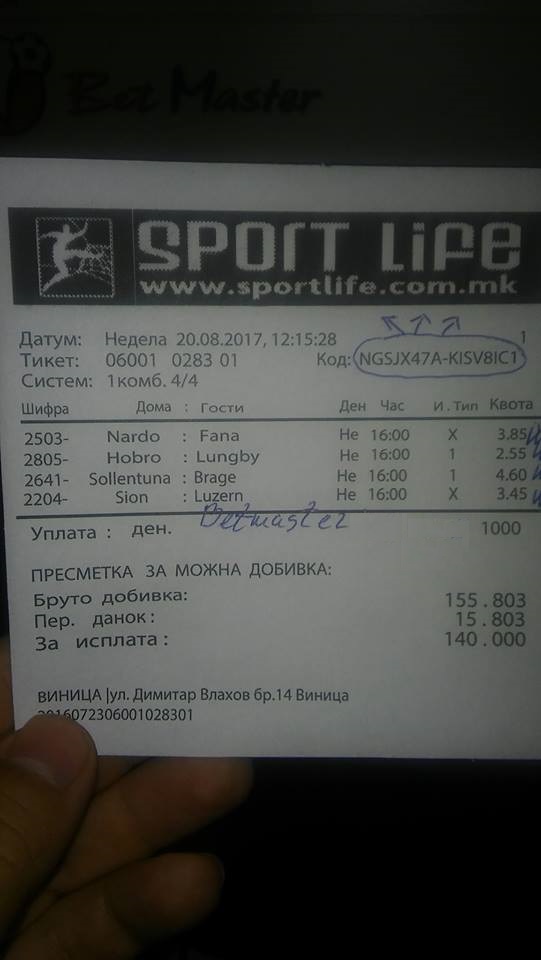 Bet Master
SPORT LIFE
www.sportlife.com.mk
Датум: Недела 20.08.2017, 12:15:28 1
Тикет: 06001 0283 01 Код: NGSJX47A-KISV8IC1
Систем: 1комб. 4/4
Шифра Дома : Гости Ден Час И. Тип Квота
2503- Nardo : Fana Не 16:00 X 3.85
2805- Hobro : Lungby Не 16:00 1 2.55
2641- Sollentuna : Brage Не 16:00 1 4.60
2204- Sion : Luzern Не 16:00 X 3.45
Betmaster
Уплата : ден. 1000
ПРЕСМЕТКА ЗА МОЖНА ДОБИВКА:
Бруто добивка: 155.803
Пер. данок: 15.803
За исплата: 140.000
ВИНИЦА |ул. Димитар Влахов бр.14 Виница
2016072306001028301